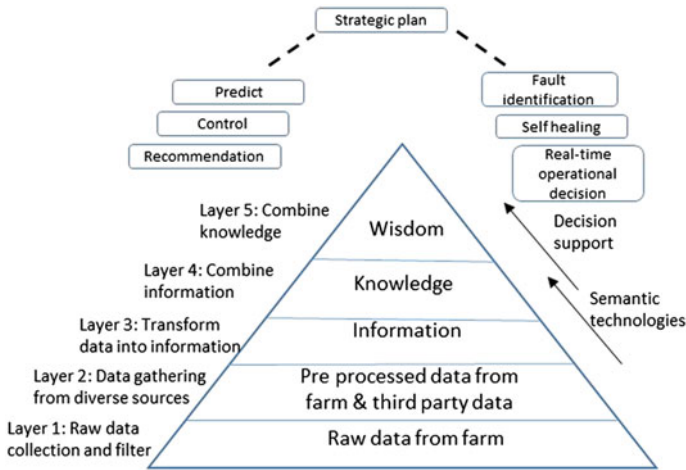 Strategic plan
Predict
Control
Recommendation
Fault
identification
Self healing
Real-time
operational
decision
Layer 5: Combine
knowledge
Wisdom
Decision
support
Layer 4: Combine
information
Knowledge
Semantic
technologies
Layer 3: Transform
data into information
Information
Layer 2: Data gathering
from diverse sources
Pre processed data from
farm & third party data
Layer 1: Raw data
collection and filter
Raw data from farm